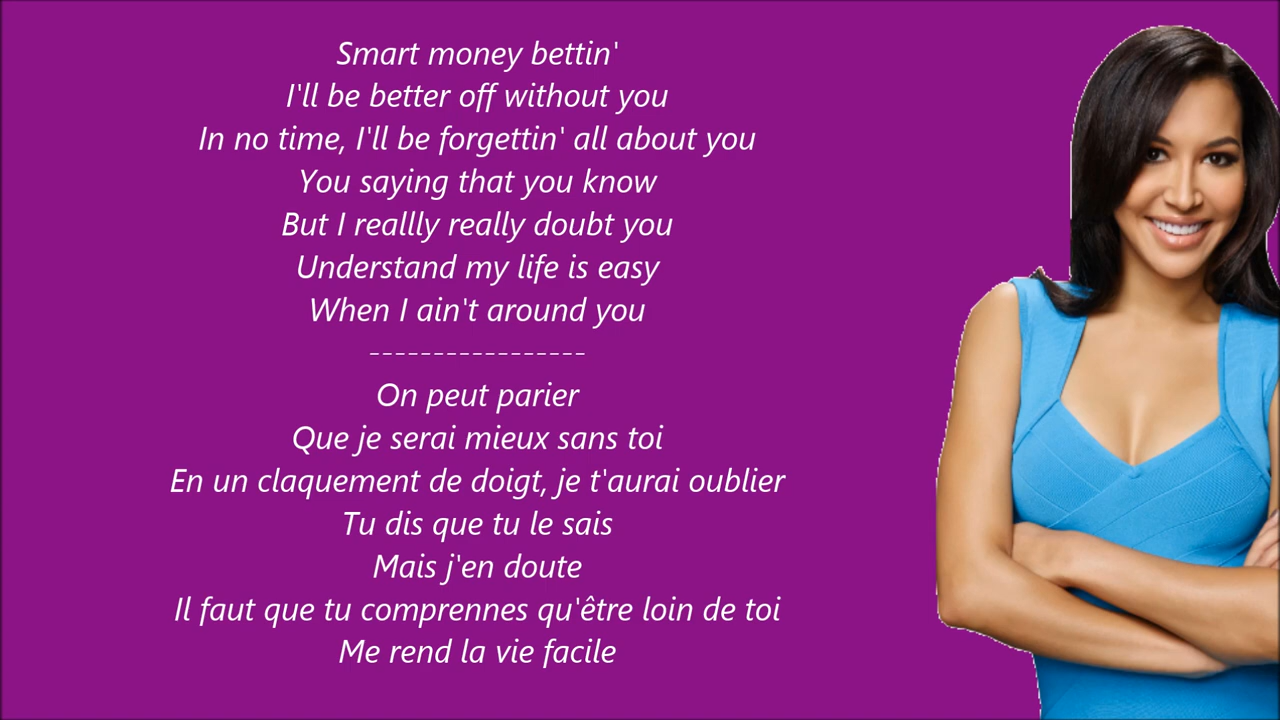 Smart money bettin'
I'll be better off without you
In no time, I'll be forgettin' all about you
You saying that you know
But I reallly really doubt you
Understand my life is easy
When I ain't around you
-----------------
On peut parier
Que je serai mieux sans toi
En un claquement de doigt, je t'aurai oublier
Tu dis que tu le sais
Mais j'en doute
Il faut que tu comprennes qu'être loin de toi
Me rend la vie facile